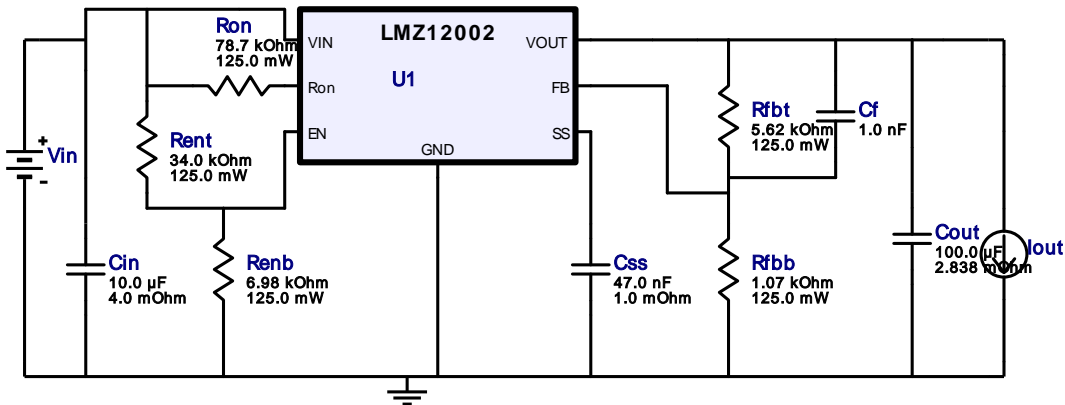 Ron
78.7 kOhm
125.0 mW
LMZ12002
U1
VIN
Ron
EN
GND
VOUT
FB
SS
+
Vin
-
Rent
34.0 kOhm
125.0 mW
Rfbt
5.62 kOhm
125.0 mW
Cf
1.0 nF
Cin
10.0 µF
4.0 mOhm
Renb
6.98 kOhm
125.0 mW
Css
47.0 nF
1.0 mOhm
Rfbb
1.07 kOhm
125.0 mW
Cout
100.0 µF
2.838 mOhm
Iout